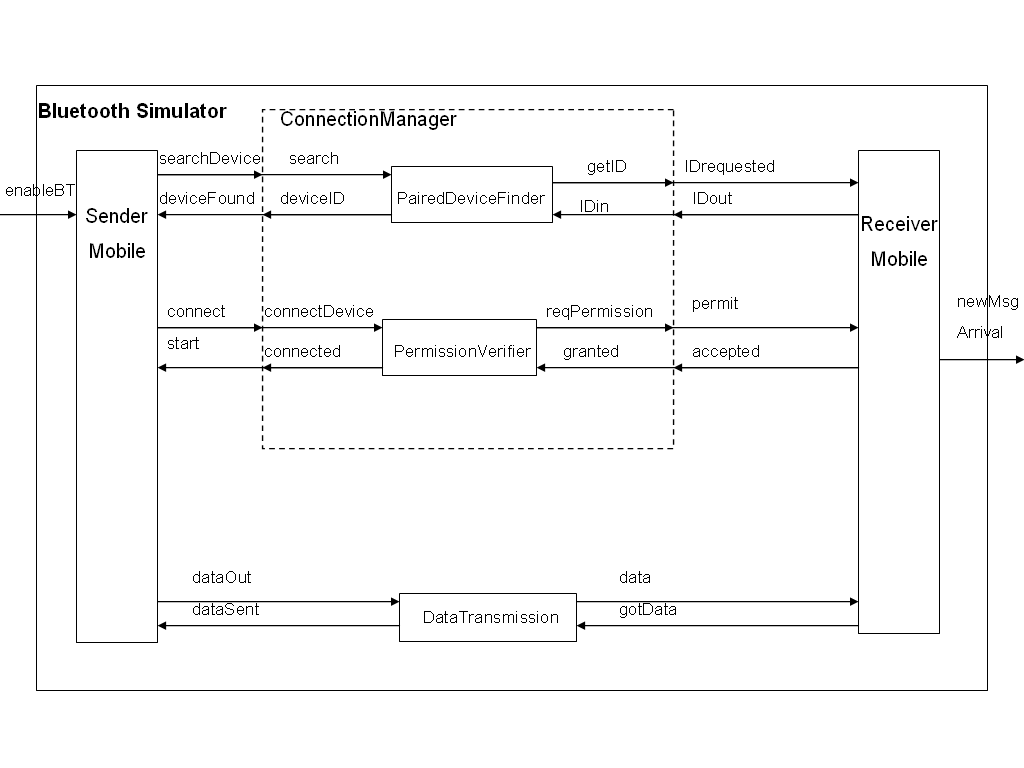 Bluetooth Simulator
ConnectionManager
searchDevice
search
getID
IDrequested
enableBT
deviceFound
deviceID
PairedDeviceFinder
IDin
IDout
Sender
Mobile
Receiver
Mobile
connect
connectDevice
reqPermission
permit
newMsg
Arrival
start
connected
PermissionVerifier
granted
accepted
dataOut
data
dataSent
DataTransmission
gotData